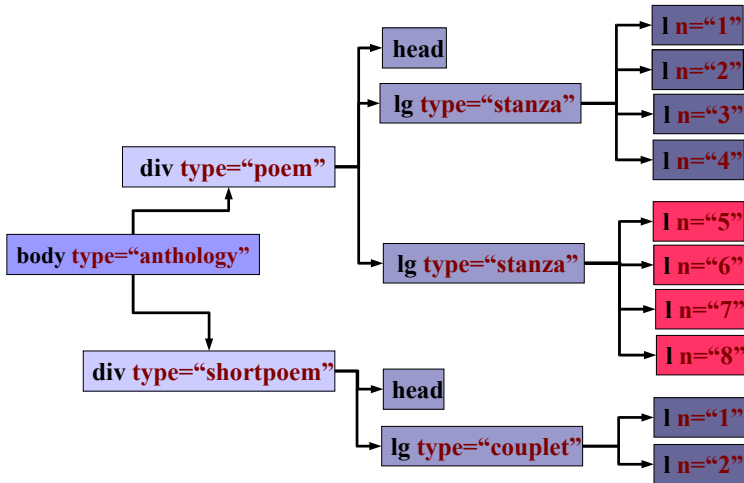 head
l n=“1”
l n=“2”
lg type=“stanza”
l n=“3”
l n=“4”
div type=“poem”
body type=“anthology”
lg type=“stanza”
l n=“5”
l n=“6”
l n=“7”
l n=“8”
div type=“shortpoem”
head
lg type=“couplet”
l n=“1”
l n=“2”